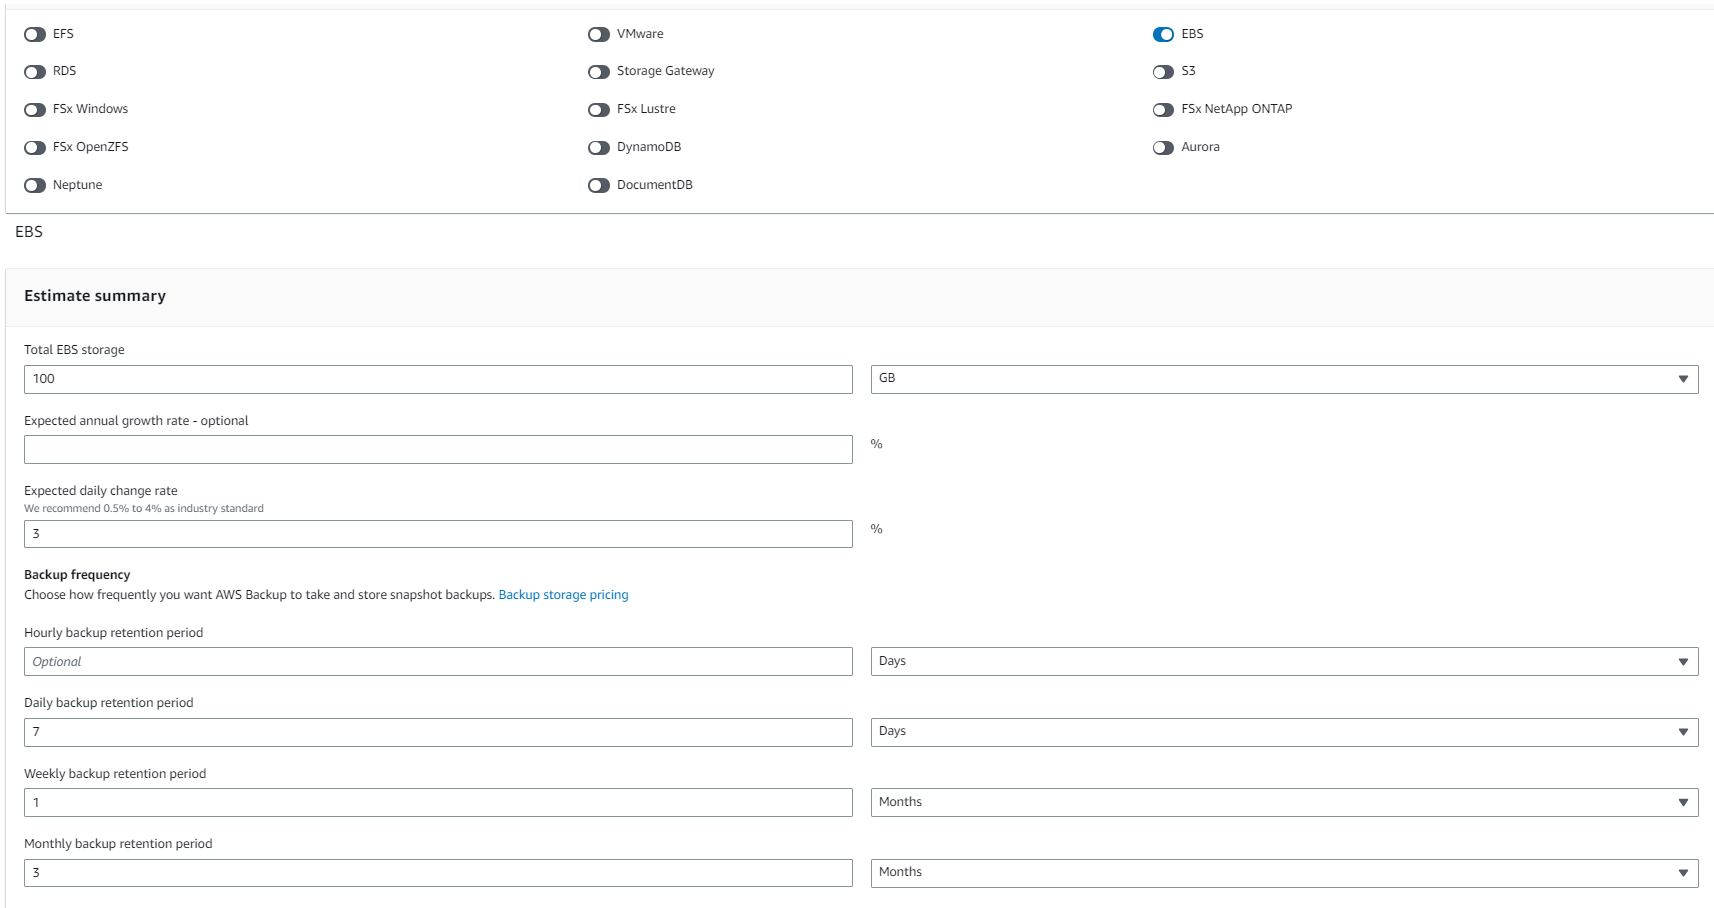 EFS VMware EBS
RDS Storage Gateway S3
FSx Windows FSx Lustre FSx NetApp ONTAP
FSx OpenZFS DynamoDB Aurora
Neptune DocumentDB
EBS
Estimate summary
Total EBS storage
100 GB
Expected annual growth rate - optional
%
Expected daily change rate
We recommend 0.5% to 4% as industry standard
3 %
Backup frequency
Choose how frequently you want AWS Backup to take and store snapshot backups. Backup storage pricing
Hourly backup retention period
Optional Days
Daily backup retention period
7 Days
Weekly backup retention period
1 Months
Monthly backup retention period
3 Months